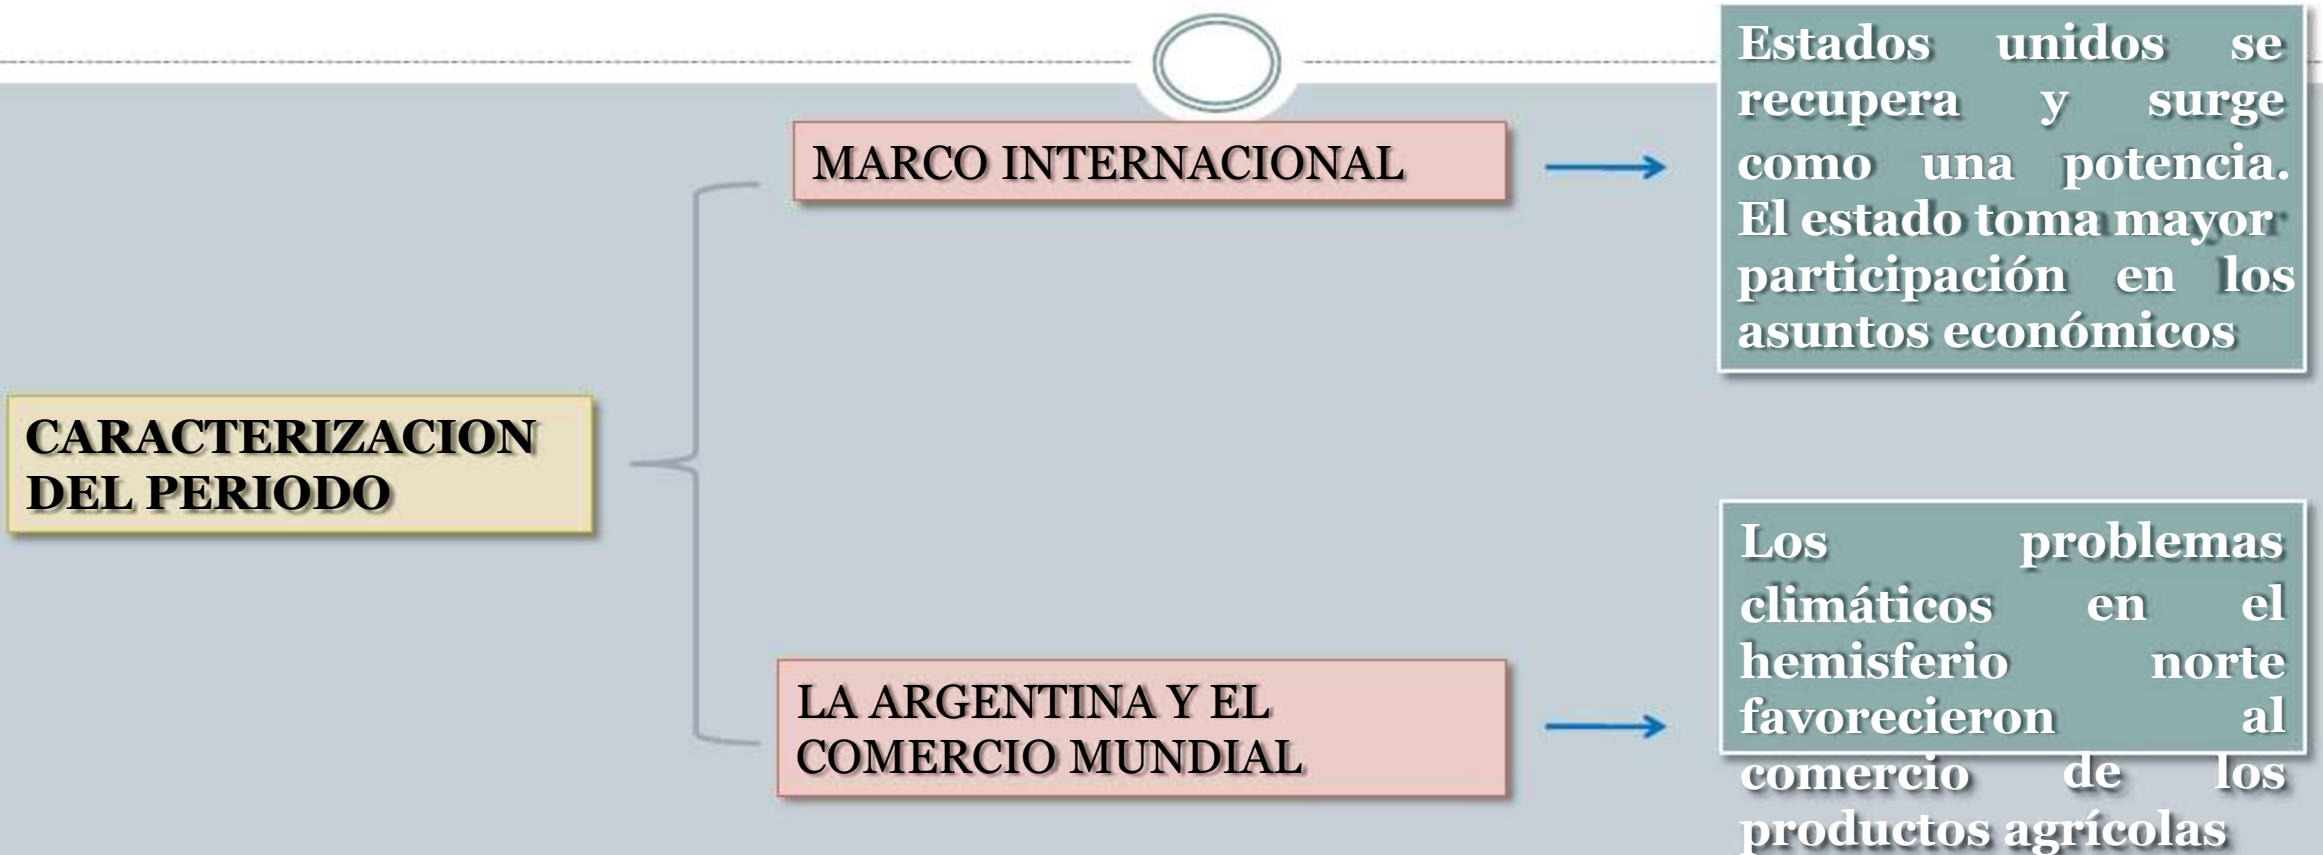 CARACTERIZACION
DEL PERIODO
MARCO INTERNACIONAL
Estados unidos se
recupera y surge
como una potencia.
El estado toma mayor
participación en los
asuntos económicos
LA ARGENTINA Y EL
COMERCIO MUNDIAL
Los problemas
climáticos en el
hemisferio norte
favorecieron al
comercio de los
productos agrícolas